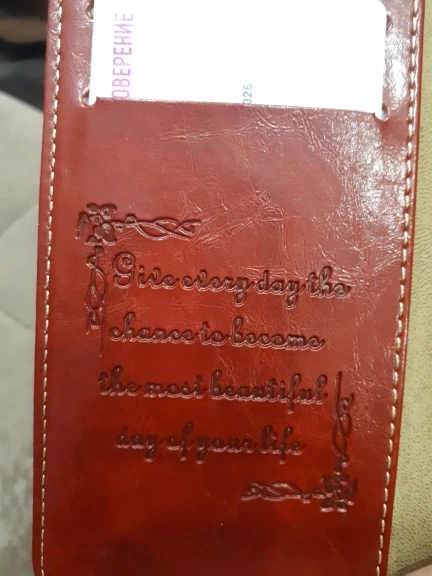 ОВЕРЕНИЕ
026
Give every day the
chance to become
the most beautiful
day of your life